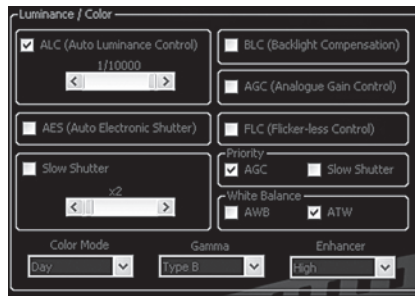 Luminance / Color
ALC (Auto Luminance Control)
1/10000
BLC (Backlight Compensation)
AGC (Analogue Gain Control)
AES (Auto Electronic Shutter)
FLC (Flicker-less Control)
Slow Shutter
x2
Priority
AGC
Slow Shutter
White Balance
AWB
ATW
Color Mode
Gamma
Enhancer
Day
Type B
High